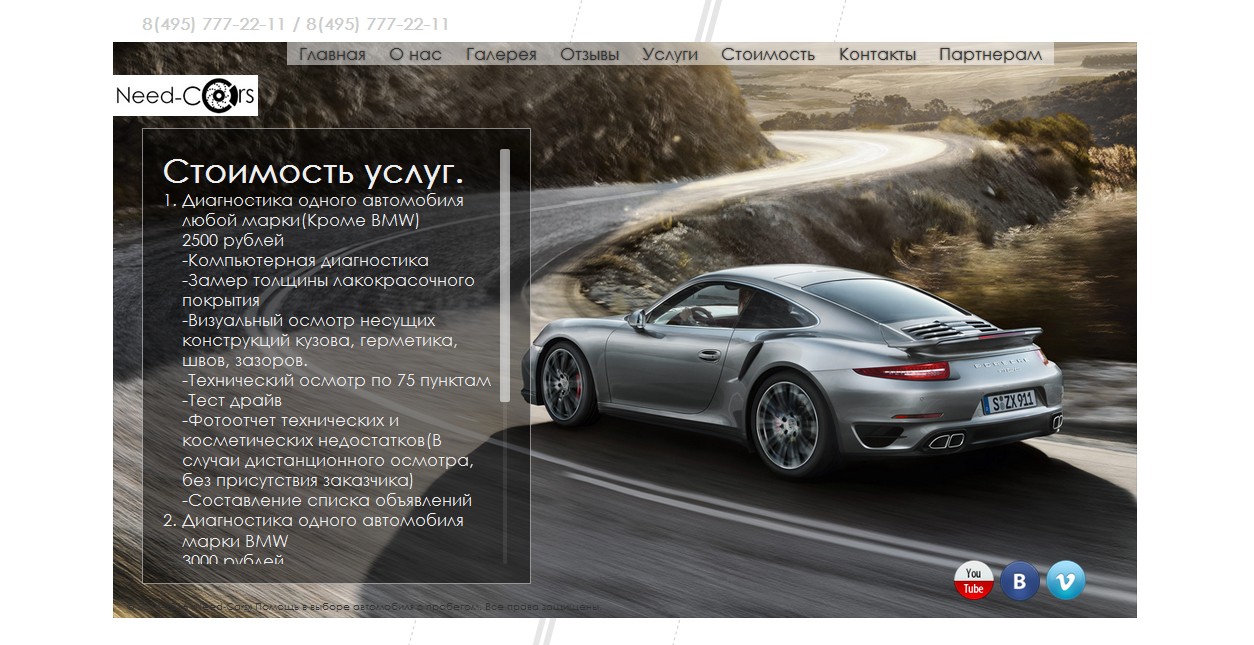 8(495) 777-22-11 / 8(495) 777-22-11
Главная О нас Галерея Отзывы Услуги Стоимость Контакты Партнерам
Need-Cars
Стоимость услуг.
1. Диагностика одного автомобиля
любой марки(Кроме BMW)
2500 рублей
-Компьютерная диагностика
-Замер толщины лакокрасочного
покрытия
-Визуальный осмотр несущих
конструкций кузова, герметика,
швов, зазоров.
-Технический осмотр по 75 пунктам
-Тест драйв
-Фотоотчет технических и
косметических недостатков(В
случаи дистанционного осмотра,
без присутствия заказчика)
-Составление списка объявлений
2. Диагностика одного автомобиля
марки BMW
3000 рублей
S ZX 911
You
Tube
B
v
Need-Cars Помощь в выборе автомобиля с пробегом. Все права защищены.